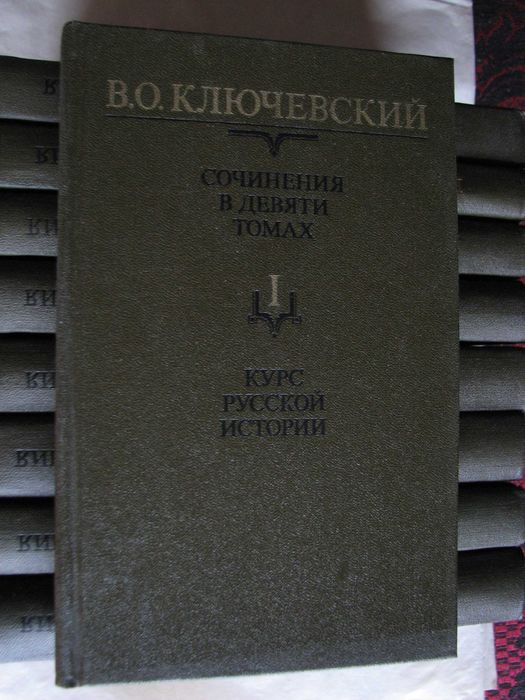 В.О. КЛЮЧЕВСКИЙ
СОЧИНЕНИЯ
В ДЕВЯТИ
ТОМАХ
I
КУРС
РУССКОЙ
ИСТОРИИ